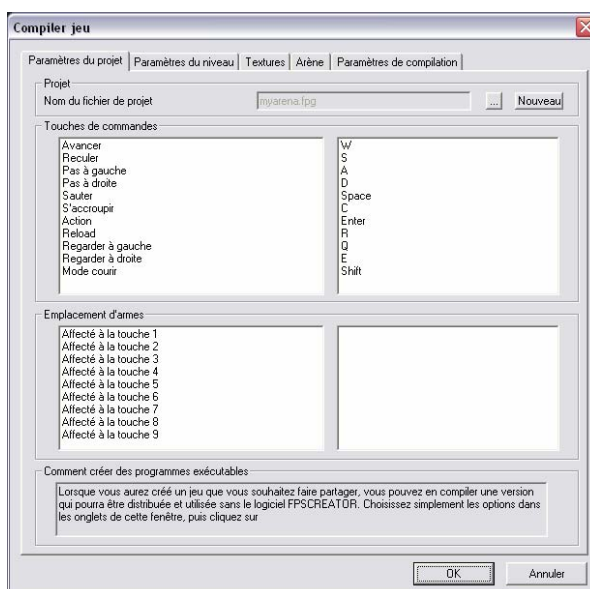 Compiler jeu
Paramètres du projet Paramètres du niveau Textures Arène Paramètres de compilation
Projet
Nom du fichier de projet myarena.fpg ... Nouveau
Touches de commandes
Avancer W
Reculer S
Pas à gauche A
Pas à droite D
Sauter Space
S'accroupir C
Action Enter
Reload R
Regarder à gauche Q
Regarder à droite E
Mode courir Shift
Emplacement d'armes
Affecté à la touche 1
Affecté à la touche 2
Affecté à la touche 3
Affecté à la touche 4
Affecté à la touche 5
Affecté à la touche 6
Affecté à la touche 7
Affecté à la touche 8
Affecté à la touche 9
Comment créer des programmes exécutables
Lorsque vous aurez créé un jeu que vous souhaitez faire partager, vous pouvez en compiler une version
qui pourra être distribuée et utilisée sans le logiciel FPSCREATOR. Choisissez simplement les options dans
les onglets de cette fenêtre, puis cliquez sur
OK Annuler